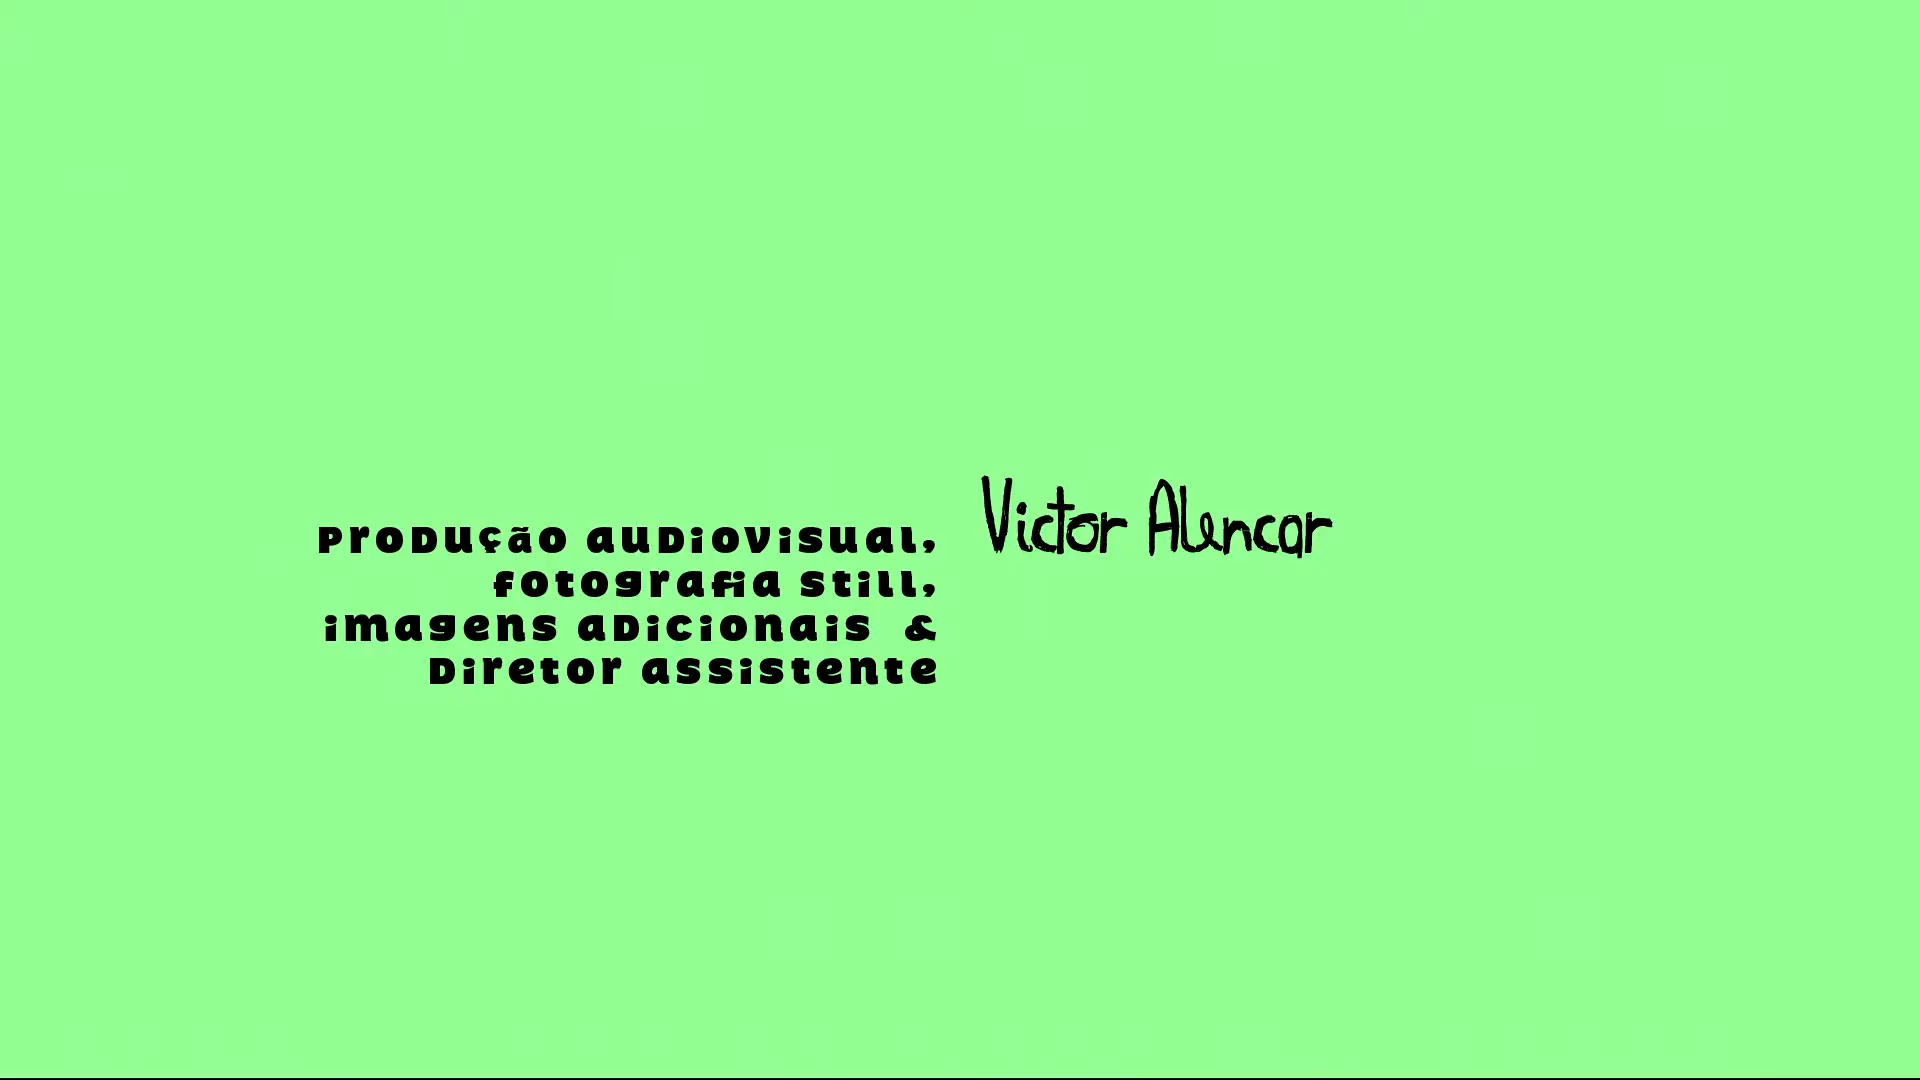 Produção audiovisual,
fotografia still,
imagens adicionais &
Diretor assistente
Victor Alencar